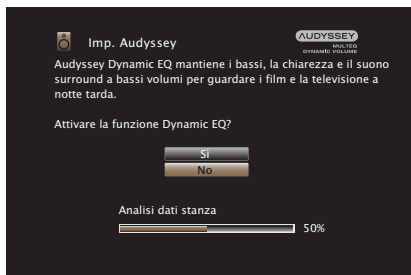 Imp. Audyssey
AUDYSSEY
MULTEQ
DYNAMIC VOLUME
Audyssey Dynamic EQ mantiene i bassi, la chiarezza e il suono
surround a bassi volumi per guardare i film e la televisione a
notte tarda.
Attivare la funzione Dynamic EQ?
Sì
No
Analisi dati stanza
50%